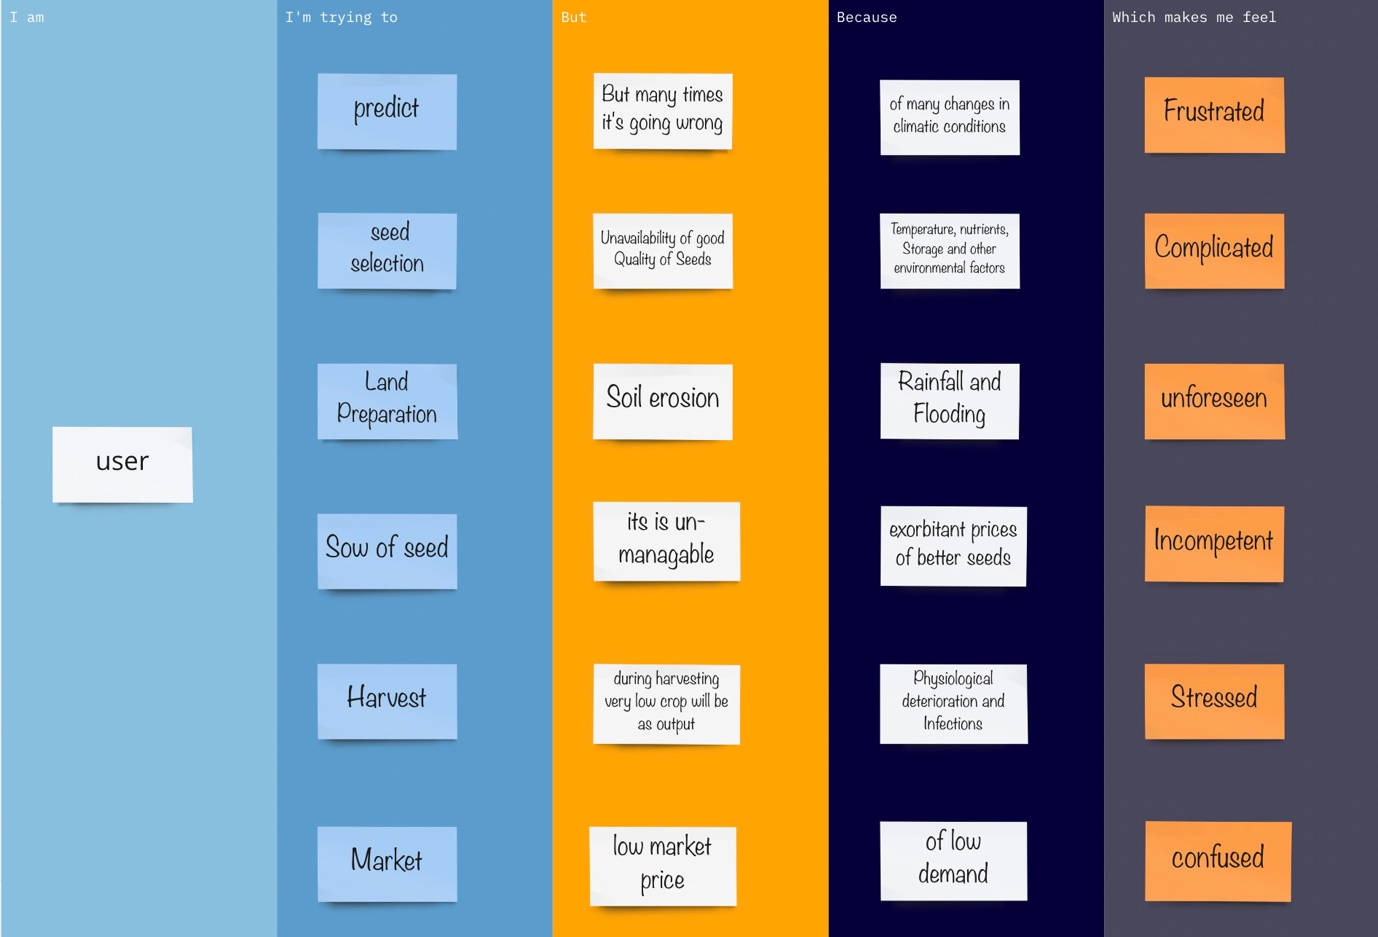 I am
I'm trying to
But
Because
Which makes me feel
predict
But many times
it's going wrong
of many changes in
climatic conditions
Frustrated
seed
selection
Unavailability of good
Quality of Seeds
Temperature, nutrients,
Storage and other
environmental factors
Complicated
Land
Preparation
Soil erosion
Rainfall and
Flooding
unforeseen
user
Sow of seed
its is un-
managable
exorbitant prices
of better seeds
Incompetent
Harvest
during harvesting
very low crop will be
as output
Physiological
deterioration and
Infections
Stressed
Market
low market
price
of low
demand
confused